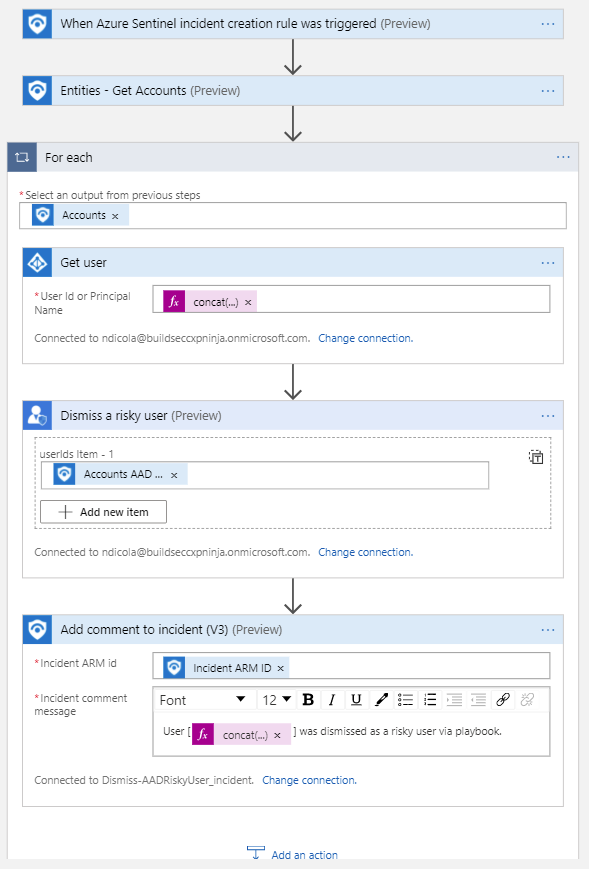 When Azure Sentinel incident creation rule was triggered (Preview) ...
Entities - Get Accounts (Preview) ...
For each ...
*Select an output from previous steps
Accounts ×
Get user ...
*User Id or Principal fx concat(...) ×
Name
Connected to ndicola@buildseccxpninja.onmicrosoft.com. Change connection.
Dismiss a risky user (Preview) ...
userIds Item - 1
Accounts AAD ... ×
Add new item
Connected to ndicola@buildseccxpninja.onmicrosoft.com. Change connection.
Add comment to incident (V3) (Preview) ...
*Incident ARM id Incident ARM ID ×
*Incident comment Font 12 B I U
message
User [ fx concat(...) × ] was dismissed as a risky user via playbook.
Connected to Dismiss-AADRiskyUser_incident. Change connection.
Add an action